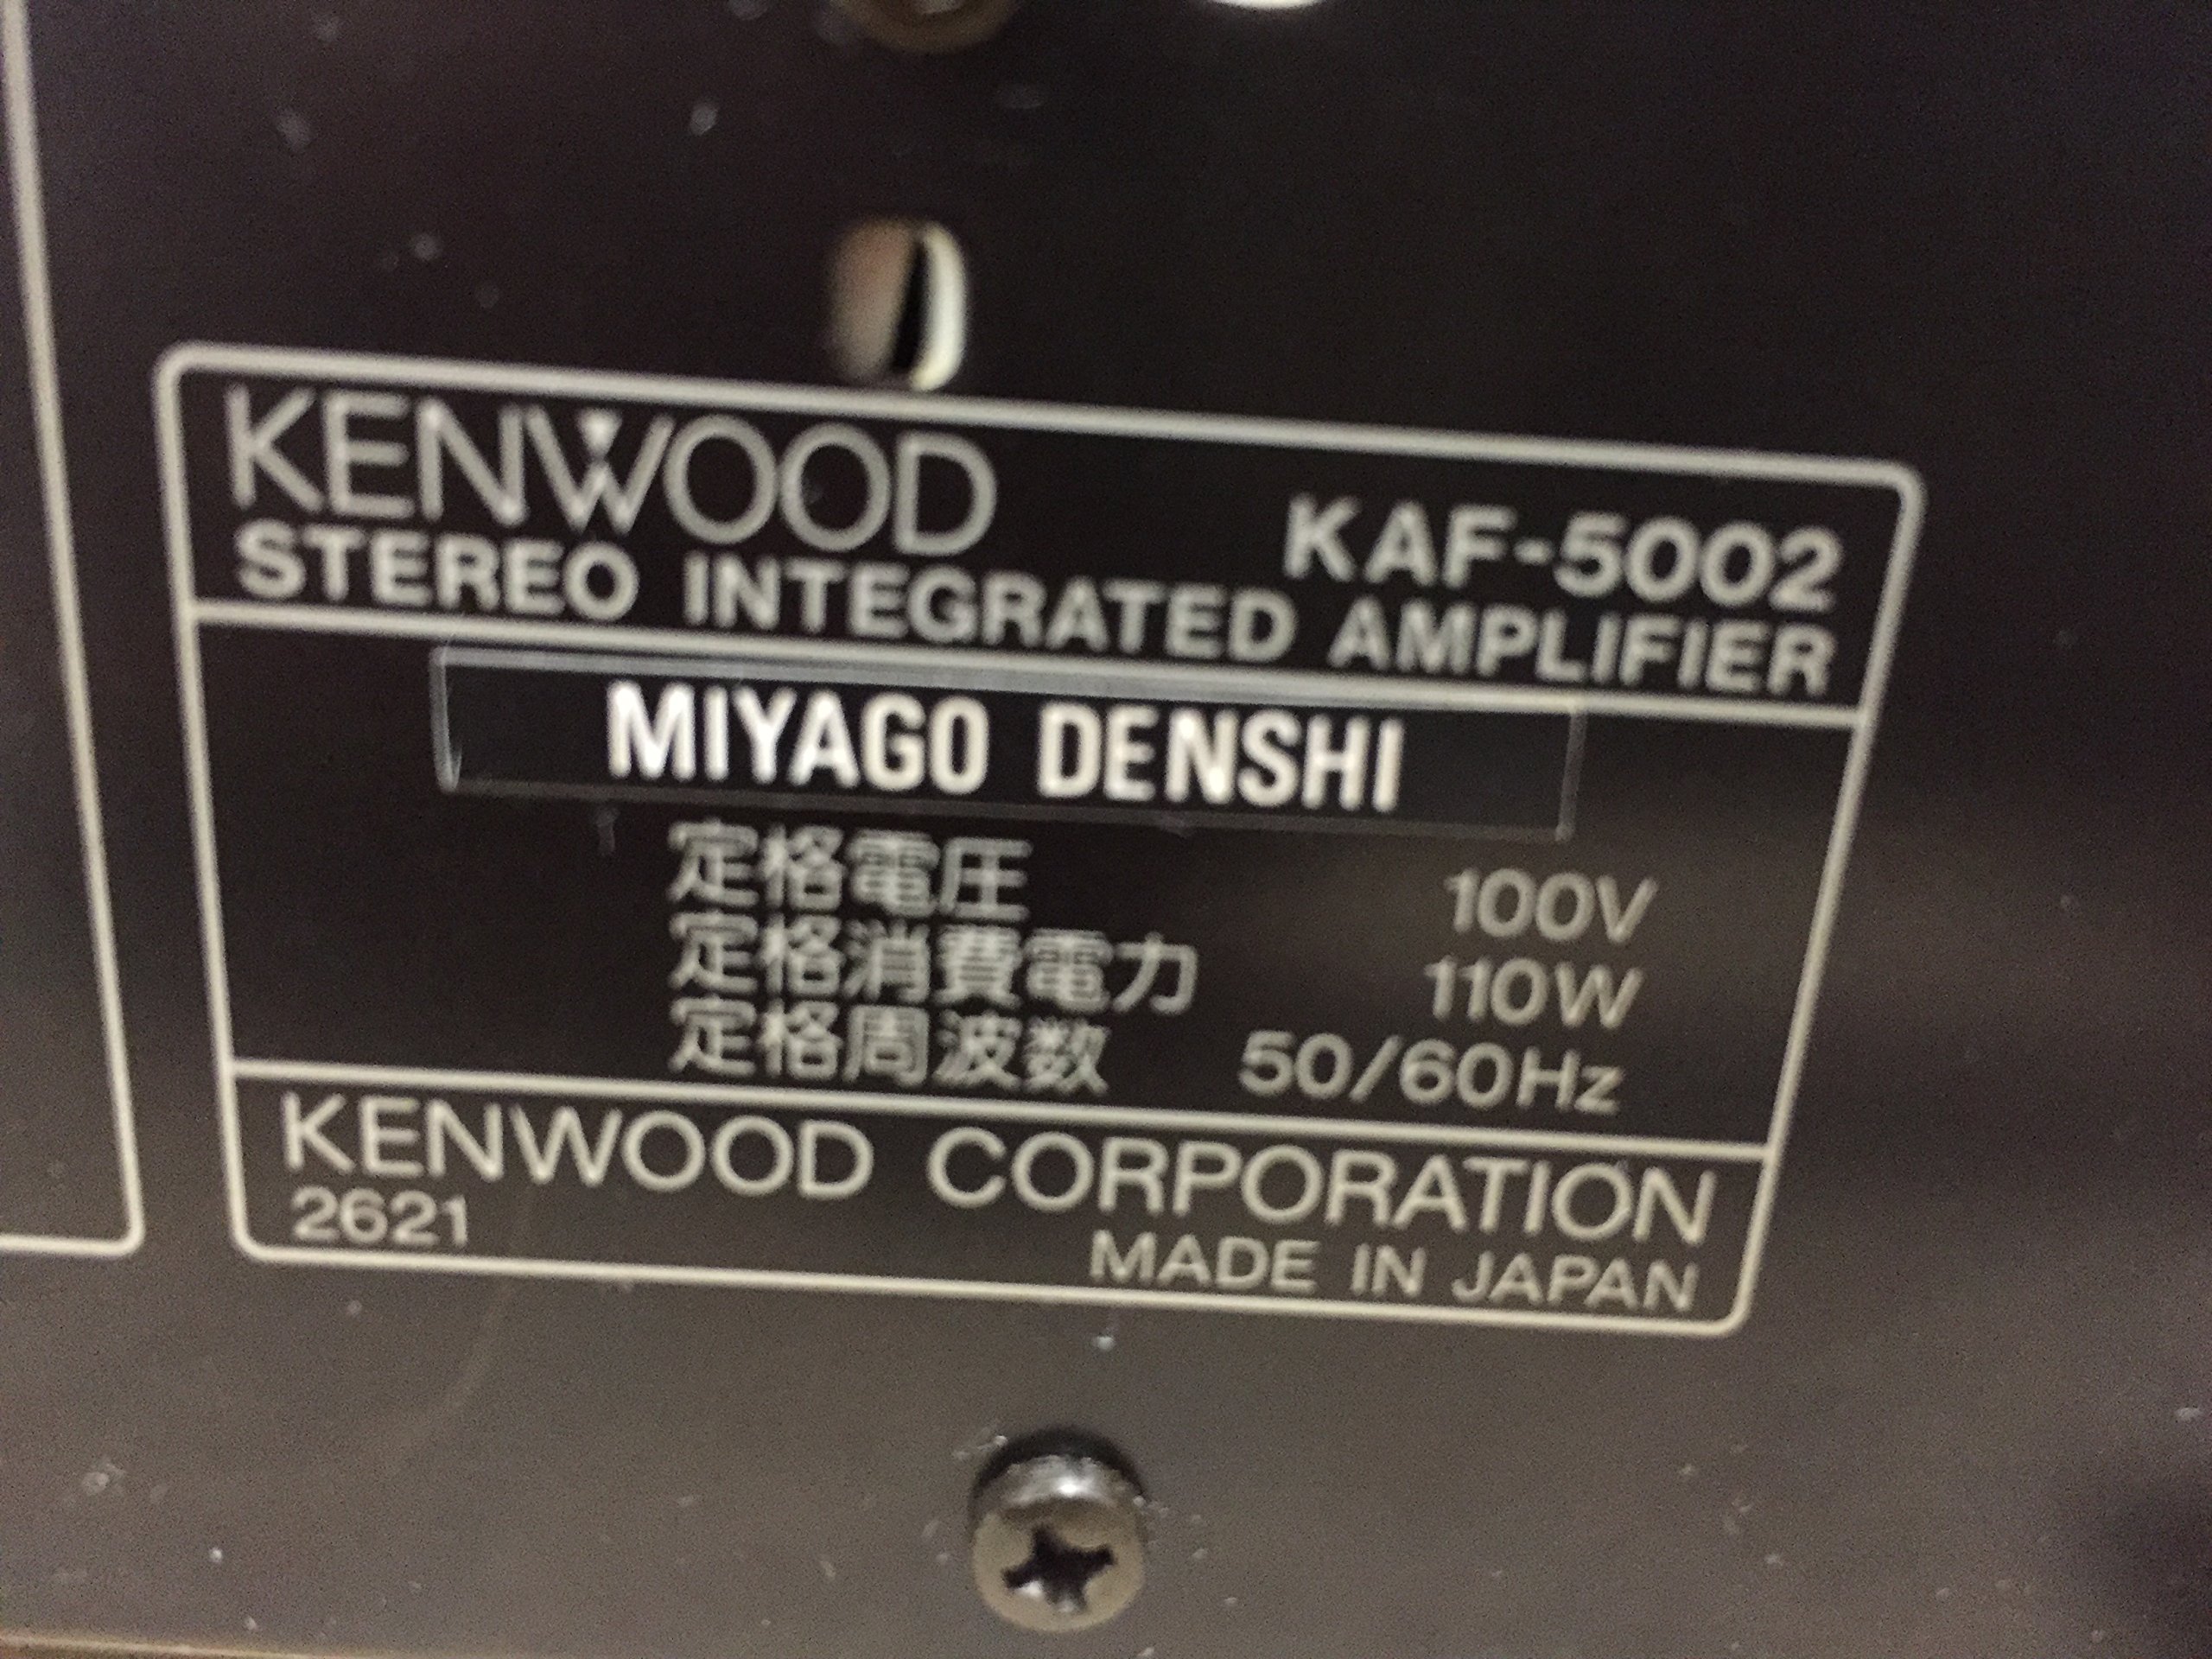 KENWOOD
KAF-5002
STEREO INTEGRATED AMPLIFIER
MIYAGO DENSHI
定格電圧 100V
定格消費電力 110W
定格周波数 50/60Hz
KENWOOD CORPORATION
2621
MADE IN JAPAN